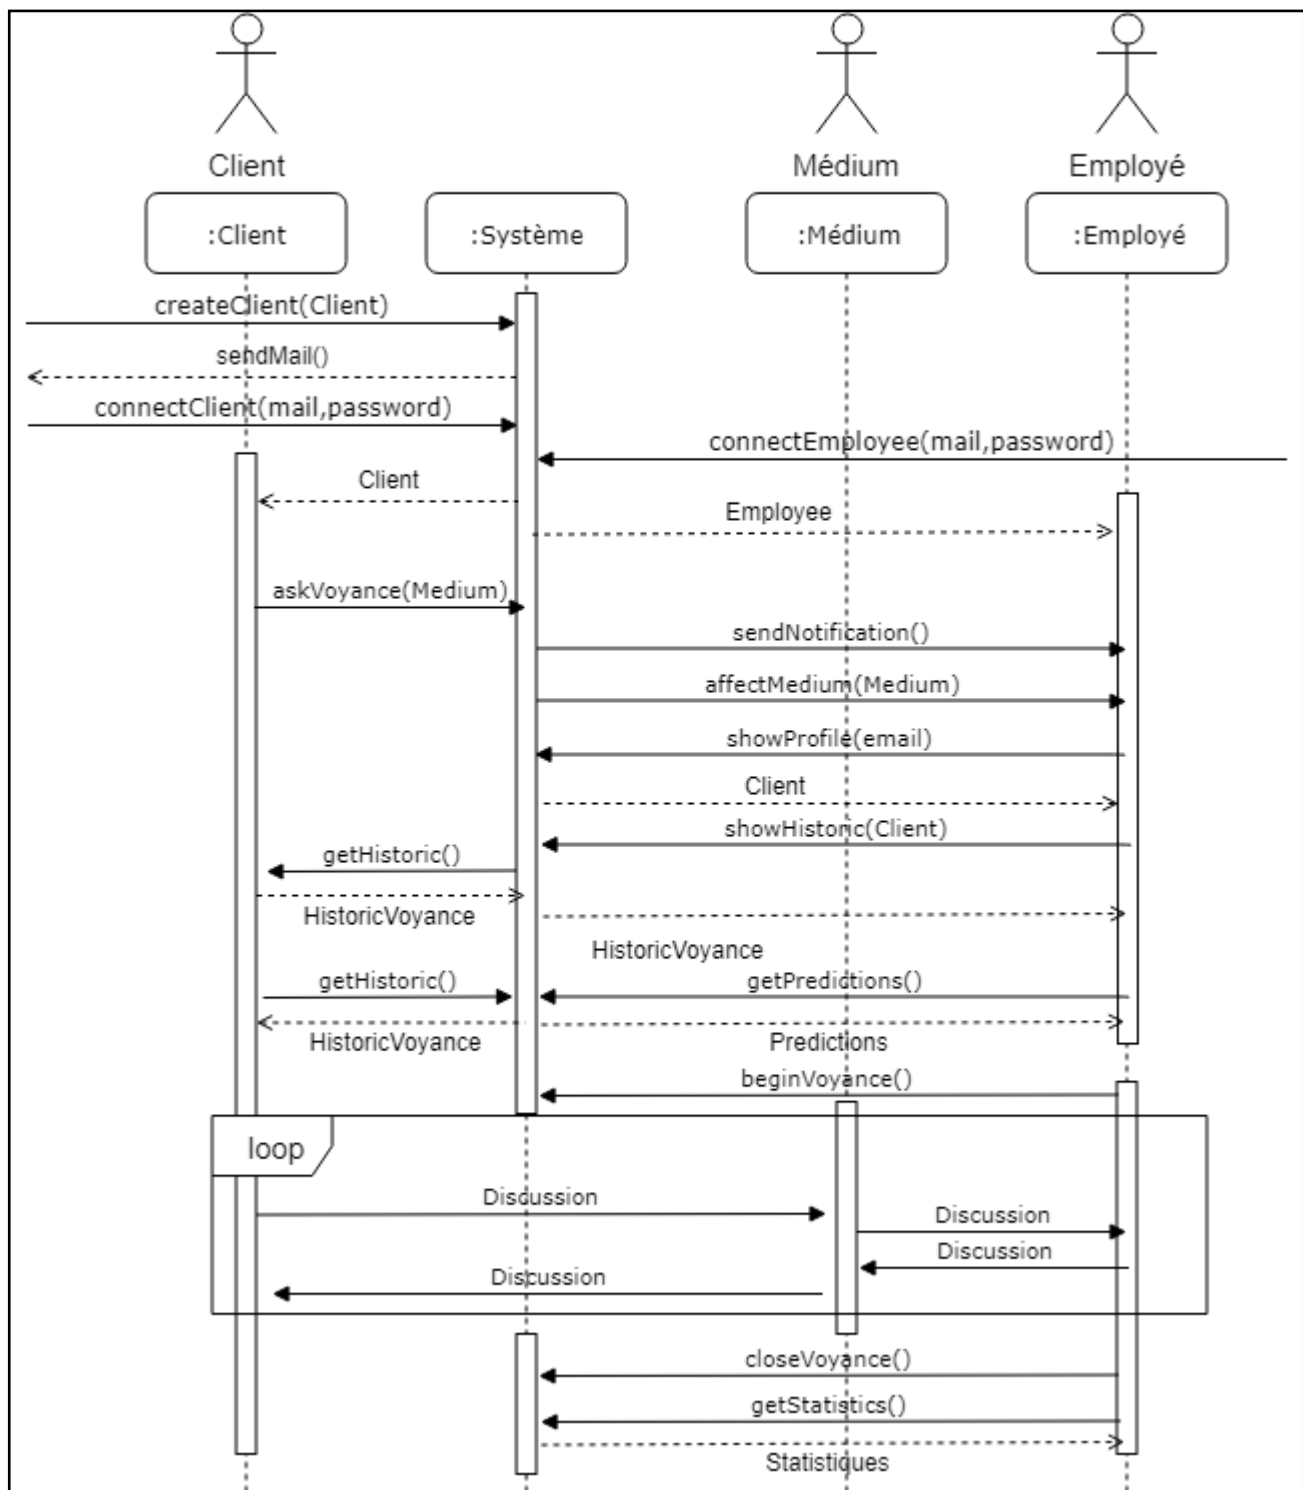 Client
Médium
Employé
:Client
:Système
:Médium
:Employé
createClient(Client)
sendMail()
connectClient(mail,password)
connectEmployee(mail,password)
Client
Employee
askVoyance(Medium)
sendNotification()
affectMedium(Medium)
showProfile(email)
Client
showHistoric(Client)
getHistoric()
HistoricVoyance
HistoricVoyance
getHistoric()
getPredictions()
HistoricVoyance
Predictions
beginVoyance()
loop
Discussion
Discussion
Discussion
Discussion
closeVoyance()
getStatistics()
Statistiques